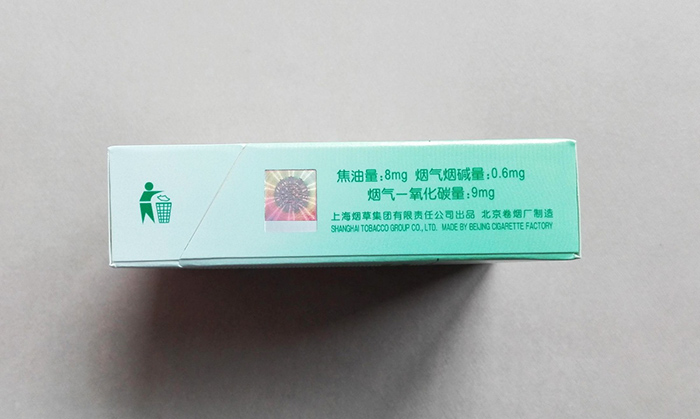 焦油量:8mg 烟气烟碱量:0.6mg
烟气一氧化碳量:9mg
上海烟草集团有限责任公司出品 北京卷烟厂制造
SHANGHAI TOBACCO GROUP CO., LTD. MADE BY BEIJING CIGARETTE FACTORY